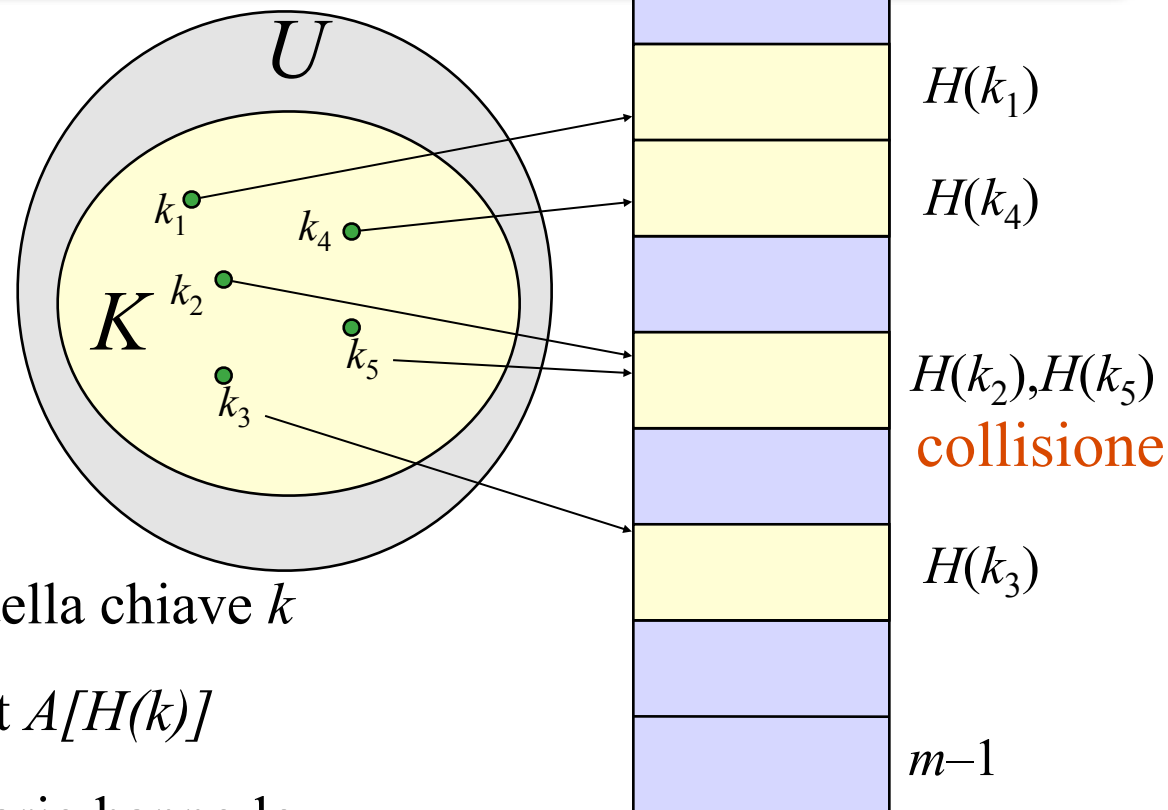 U
H(k1)
k1
k4
H(k4)
k2
K
k5
H(k2),H(k5)
k3
collisione
H(k3)
ella chiave k
t A[H(k)]
m–1